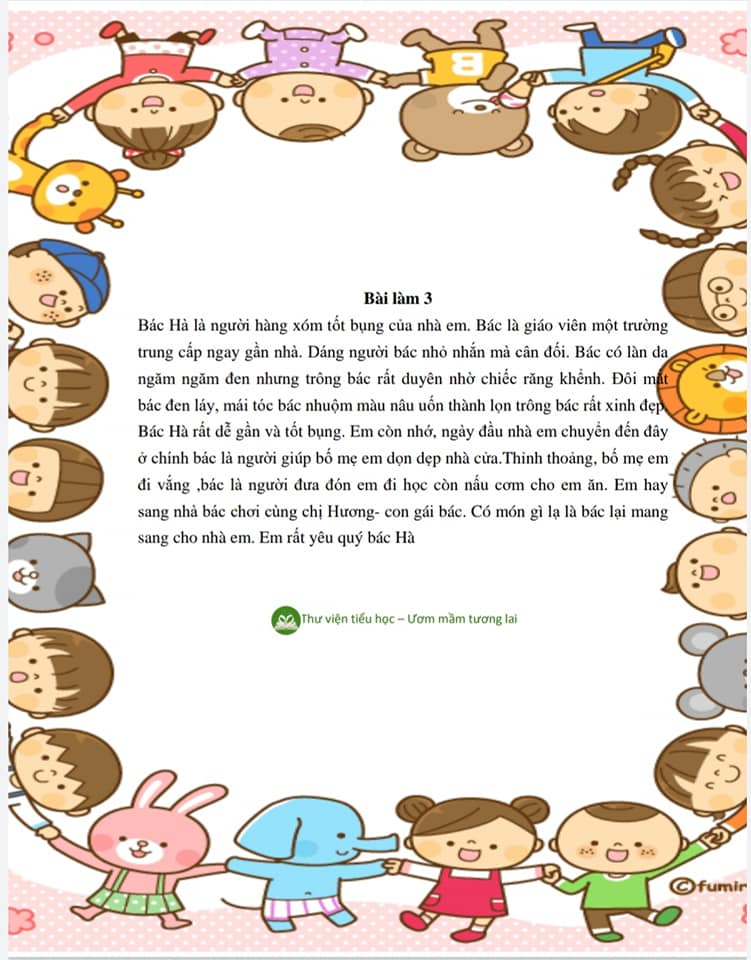 Bài làm 3
Bác Hà là người hàng xóm tốt bụng của nhà em. Bác là giáo viên một trường
trung cấp ngay gần nhà. Dáng người bác nhỏ nhắn mà cân đối. Bác có làn da
ngăm ngăm đen nhưng trông bác rất duyên nhờ chiếc răng khểnh. Đôi mắt
bác đen láy, mái tóc bác nhuộm màu nâu uốn thành lọn trông bác rất xinh đẹp.
Bác Hà rất dễ gần và tốt bụng. Em còn nhớ, ngày đầu nhà em chuyển đến đây
ở chính bác là người giúp bố mẹ em dọn dẹp nhà cửa.Thỉnh thoảng, bố mẹ em
đi vắng ,bác là người đưa đón em đi học còn nấu cơm cho em ăn. Em hay
sang nhả bác chơi cùng chị Hương- con gái bác. Có món gì lạ là bác lại mang
sang cho nhà em. Em rất yêu quý bác Hà
Thư viện tiểu học – Ươm mầm tương lai
B
©fumir